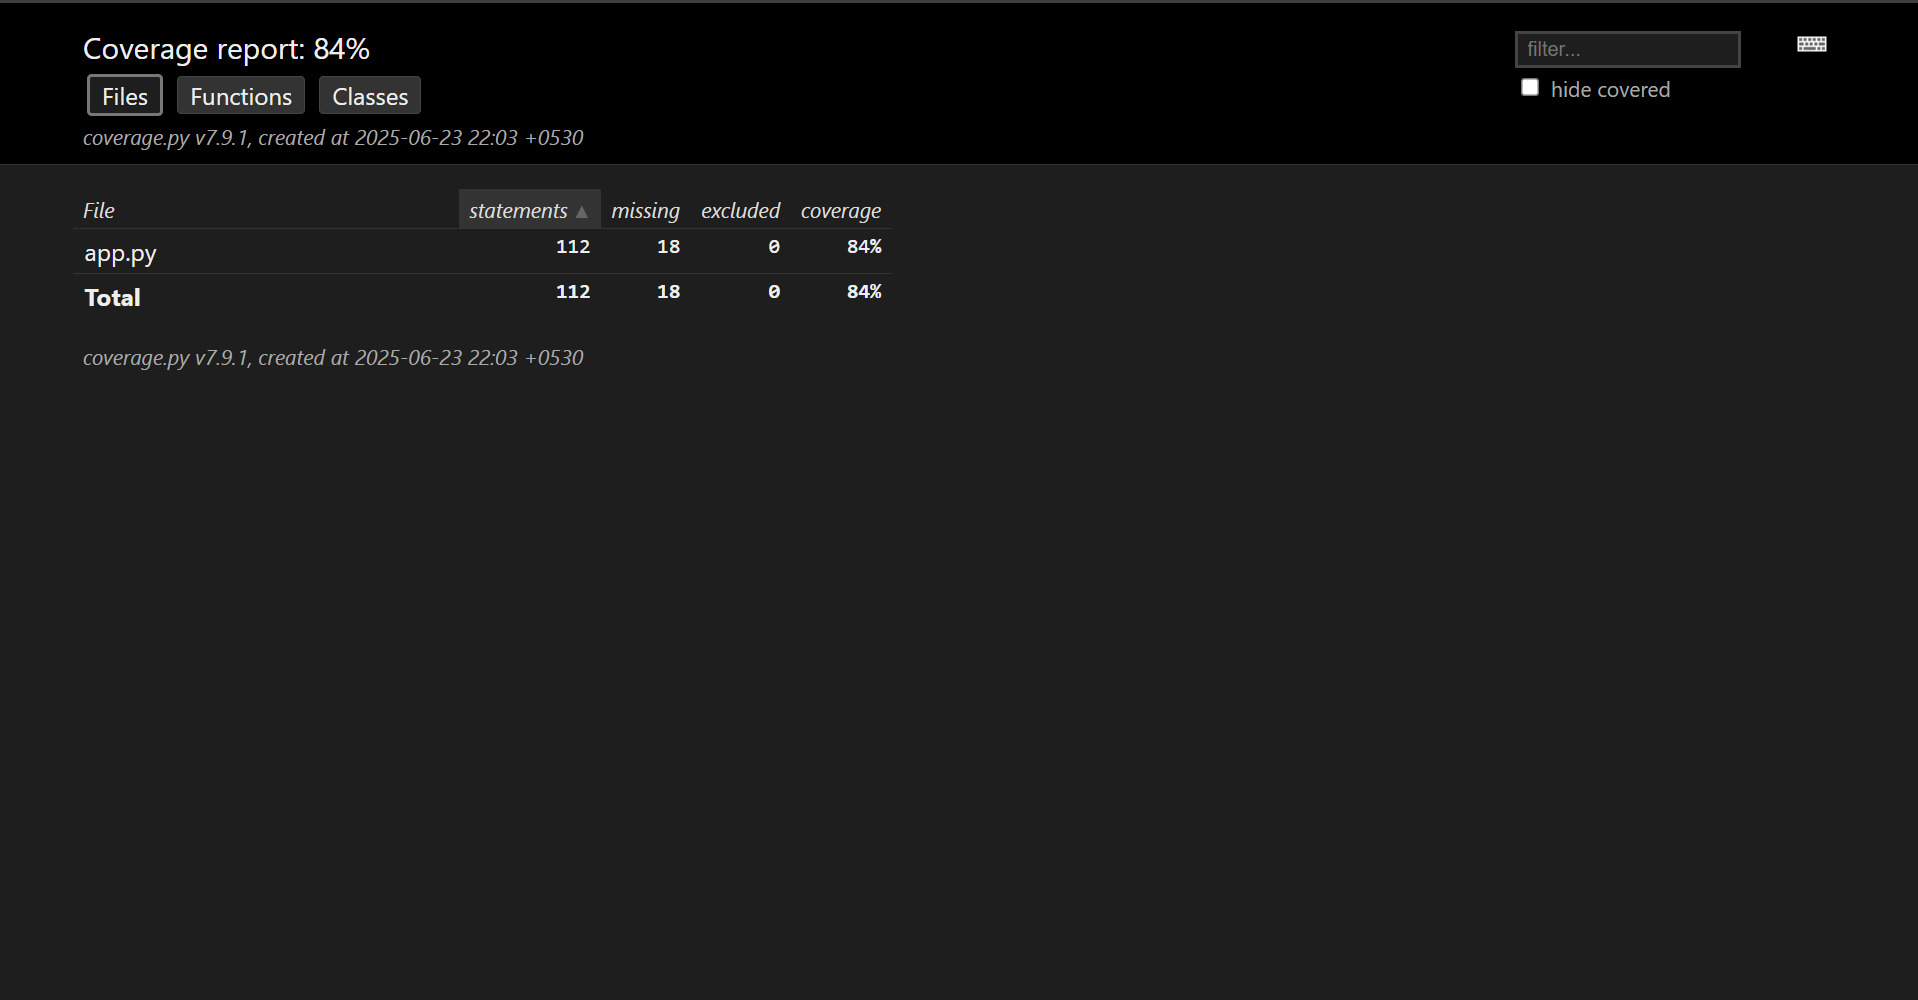 Coverage report: 84%
filter...
hide covered
Files Functions Classes
coverage.py v7.9.1, created at 2025-06-23 22:03 +0530
File statements ▲ missing excluded coverage
app.py 112 18 0 84%
Total 112 18 0 84%
coverage.py v7.9.1, created at 2025-06-23 22:03 +0530